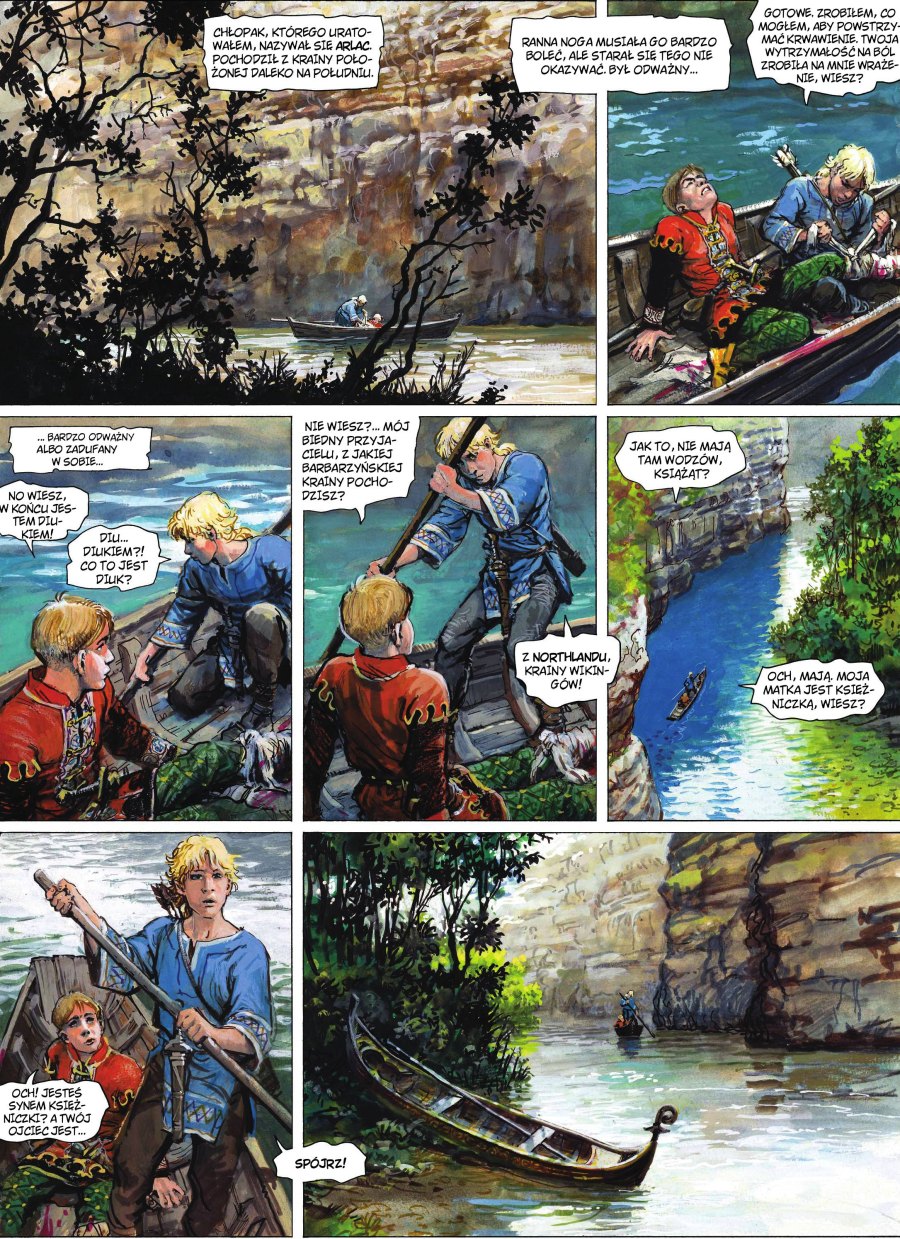 CHŁOPAK, KTÓREGO URATO-
WAŁEM, NAZYWAŁ SIĘ ARLAC.
POCHODZIŁ Z KRAINY POŁO-
ŻONEJ DALEKO NA POŁUDNIU.
RANNA NOGA MUSIAŁA GO BARDZO
BOLEĆ, ALE STARAŁ SIĘ TEGO NIE
OKAZYWAĆ. BYŁ ODWAŻNY...
GOTOWE. ZROBIŁEM, CO
MOGŁEM, ABY POWSTRZY-
MAĆ KRWAWIENIE. TWOJA
WYTRZYMAŁOŚĆ NA BÓL
ZROBIŁA NA MNIE WRAŻE-
NIE, WIESZ?
... BARDZO ODWAŻNY
ALBO ZADUFANY
W SOBIE...
NO WIESZ,
W KOŃCU JES-
TEM DIU-
KIEM!
DIU...
DIUKIEM?!
CO TO JEST
DIUK?
NIE WIESZ?... MÓJ
BIEDNY PRZYJA-
CIELU, Z JAKIEJ
BARBARZYŃSKIEJ
KRAINY POCHO-
DZISZ?
Z NORTHLANDU,
KRAINY WIKIN-
GÓW!
JAK TO, NIE MAJĄ
TAM WODZÓW,
KSIĄŻĄT?
OCH, MAJĄ. MOJA
MATKA JEST KSIĘŻ-
NICZKĄ, WIESZ?
OCH! JESTEŚ
SYNEM KSIĘŻ-
NICZKI? A TWÓJ
OJCIEC JEST...
SPÓJRZ!